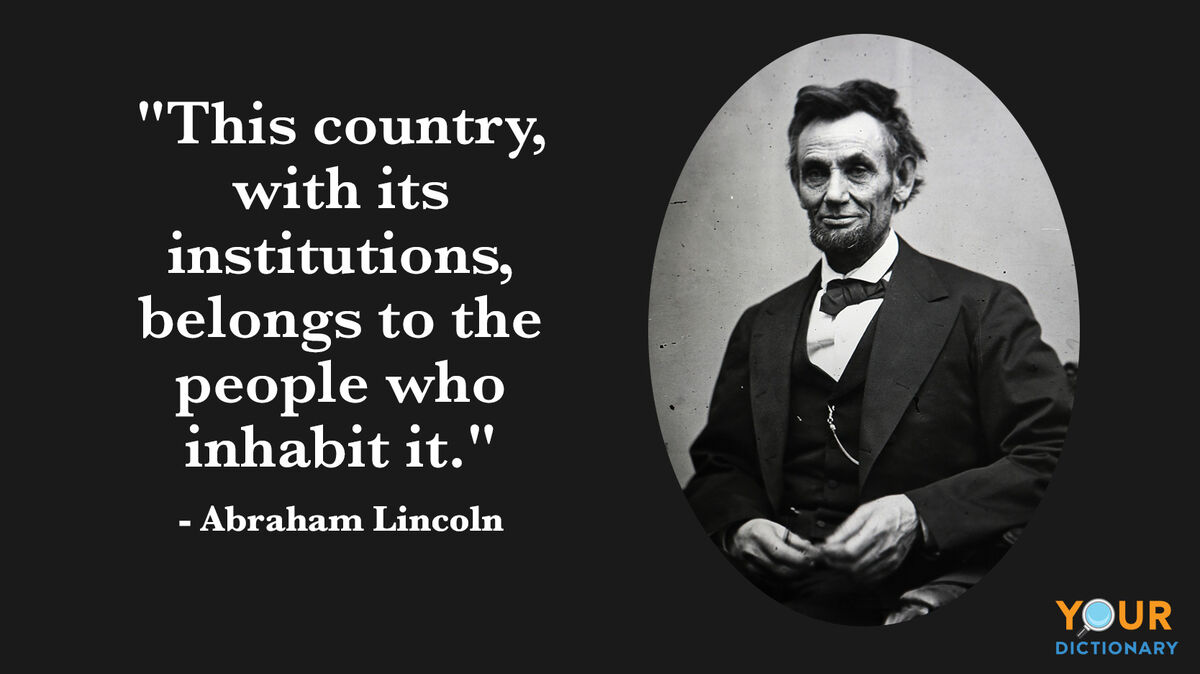 "This country,
with its
institutions,
belongs to the
people who
inhabit it."
- Abraham Lincoln
YOUR
DICTIONARY